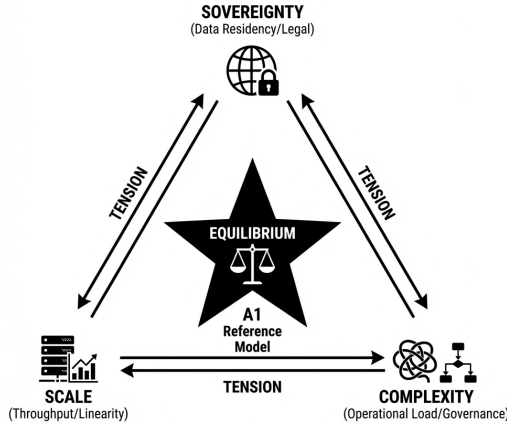 SOVEREIGNTY
(Data Residency/Legal)
TENSION
TENSION
EQUILIBRIUM
A1
Reference
Model
TENSION
SCALE
(Throughput/Linearity)
COMPLEXITY
(Operational Load/Governance)